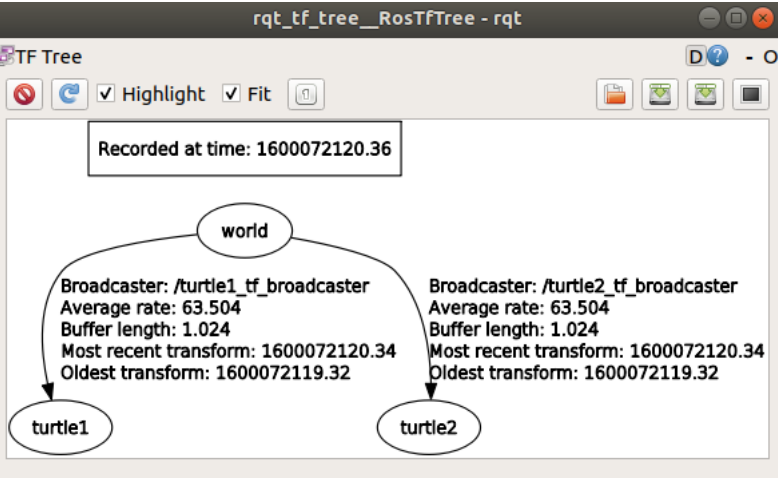 rqt_tf_tree__RosTfTree - rqt
TF Tree
D ? - O
Highlight Fit
Recorded at time: 1600072120.36
world
Broadcaster: /turtle1_tf_broadcaster
Average rate: 63.504
Buffer length: 1.024
Most recent transform: 1600072120.34
Oldest transform: 1600072119.32
Broadcaster: /turtle2_tf_broadcaster
Average rate: 63.504
Buffer length: 1.024
Most recent transform: 1600072120.34
Oldest transform: 1600072119.32
turtle1
turtle2